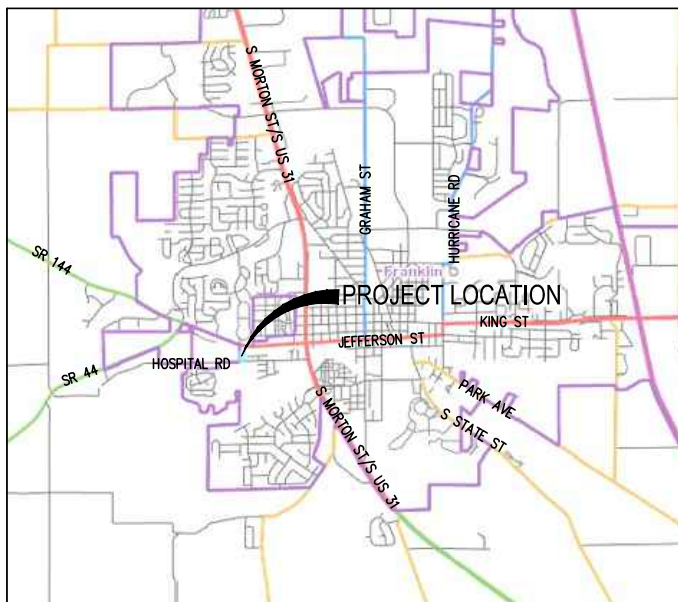 S MORTON ST/S US 31
GRAHAM ST
HURRICANE RD
SR 144
Franklin
PROJECT LOCATION
KING ST
JEFFERSON ST
HOSPITAL RD
SR 44
PARK AVE
S STATE ST
S MORTON ST/S US 31